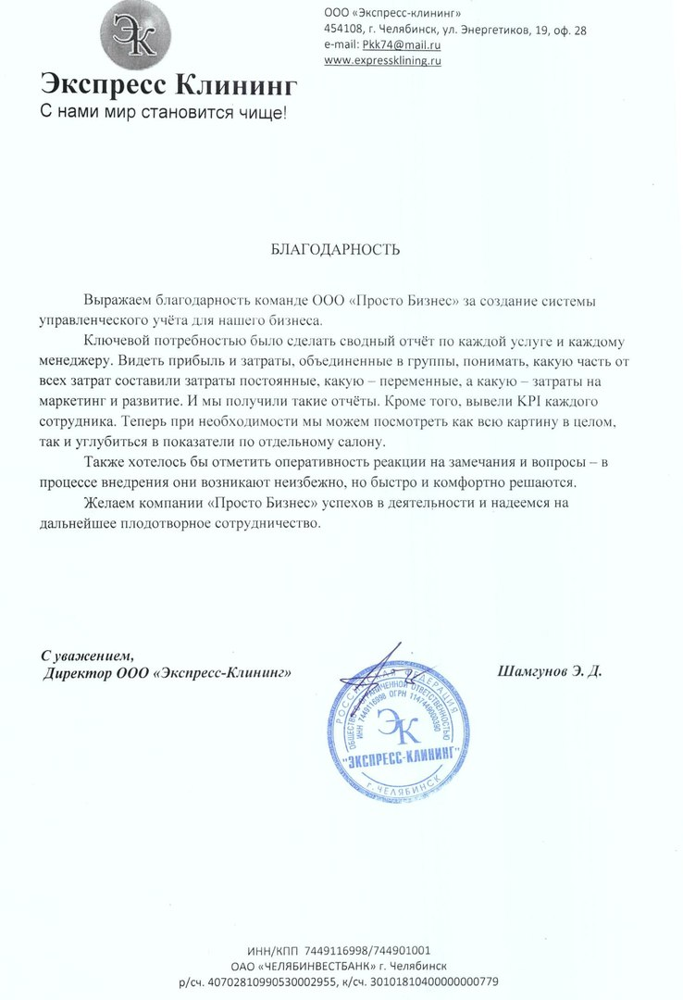 ЭК
Экспресс Клининг
С нами мир становится чище!
ООО «Экспресс-клининг»
454108, г. Челябинск, ул. Энергетиков, 19, оф. 28
e-mail: Pkk74@mail.ru
www.expressklining.ru
БЛАГОДАРНОСТЬ
Выражаем благодарность команде ООО «Просто Бизнес» за создание системы
управленческого учёта для нашего бизнеса.
Ключевой потребностью было сделать сводный отчёт по каждой услуге и каждому
менеджеру. Видеть прибыль и затраты, объединенные в группы, понимать, какую часть от
всех затрат составили затраты постоянные, какую – переменные, а какую – затраты на
маркетинг и развитие. И мы получили такие отчёты. Кроме того, вывели KPI каждого
сотрудника. Теперь при необходимости мы можем посмотреть как всю картину в целом,
так и углубиться в показатели по отдельному салону.
Также хотелось бы отметить оперативность реакции на замечания и вопросы – в
процессе внедрения они возникают неизбежно, но быстро и комфортно решаются.
Желаем компании «Просто Бизнес» успехов в деятельности и надеемся на
дальнейшее плодотворное сотрудничество.
С уважением,
Директор ООО «Экспресс-Клининг»
Шамгунов Э. Д.
РОССИЙСКАЯ ФЕДЕРАЦИЯ
ОБЩЕСТВО С ОГРАНИЧЕННОЙ ОТВЕТСТВЕННОСТЬЮ
ИНН 7449116998 ОГРН 1147449000390
ЭК
"ЭКСПРЕСС-КЛИНИНГ"
г. ЧЕЛЯБИНСК
ИНН/КПП 7449116998/744901001
ОАО «ЧЕЛЯБИНВЕСТБАНК» г. Челябинск
р/сч. 40702810990530002955, к/сч. 30101810400000000779